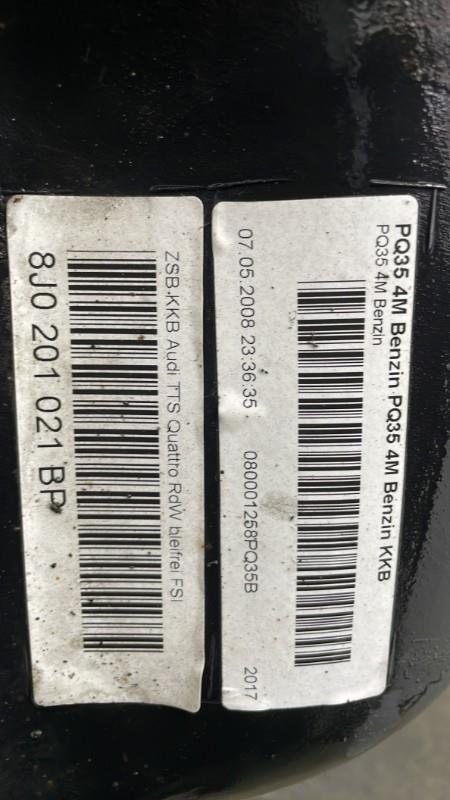 PQ35 4M Benzin PQ35 4M Benzin KKB
PQ35 4M Benzin
07.05.2008 23:36:35 080001258PQ35B 2017
ZSB-KKB Audi TTS Quattro RdW bleifrei FSI
8J0 201 021 BP